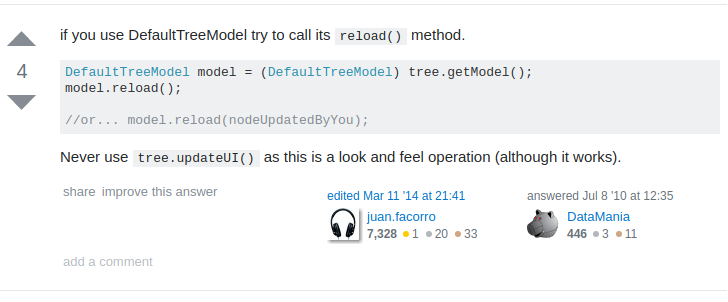 if you use DefaultTreeModel try to call its reload() method.
4
DefaultTreeModel model = (DefaultTreeModel) tree.getModel();
model.reload();
//or... model.reload(nodeUpdatedByYou);
Never use tree.updateUI() as this is a look and feel operation (although it works).
share improve this answer
edited Mar 11 '14 at 21:41
juan.facorro
7,328 ●1 ●20 ●33
answered Jul 8 '10 at 12:35
DataMania
446 ●3 ●11
add a comment